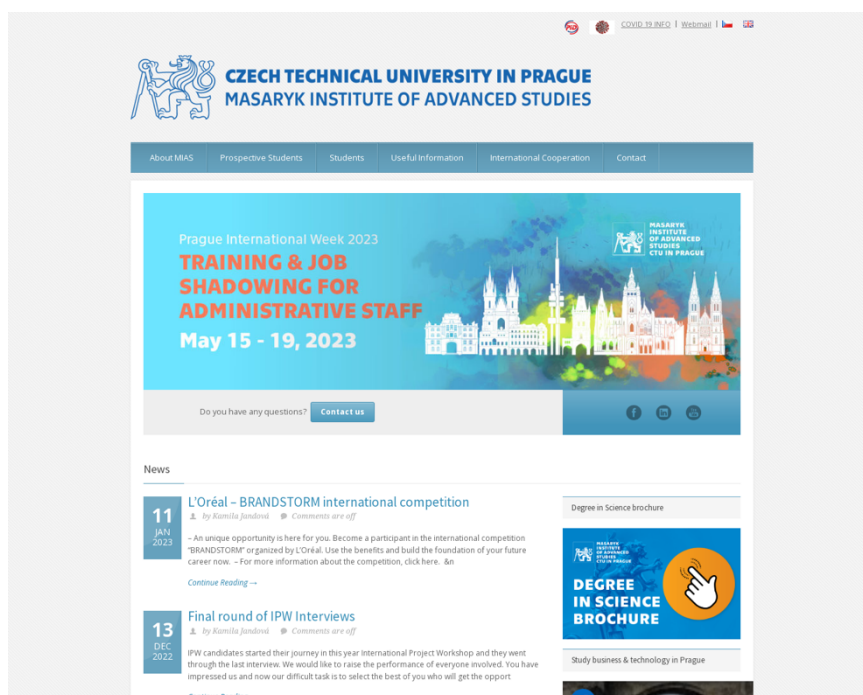 COVID 19 INFO | Webmail |
CZECH TECHNICAL UNIVERSITY IN PRAGUE
MASARYK INSTITUTE OF ADVANCED STUDIES
About MIAS
Prospective Students
Students
Useful Information
International Cooperation
Contact
MASARYK
INSTITUTE
OF ADVANCED
STUDIES
CTU IN PRAGUE
Prague International Week 2023
TRAINING & JOB
SHADOWING FOR
ADMINISTRATIVE STAFF
May 15 - 19, 2023
Do you have any questions? Contact us
News
11
JAN
2023
L'Oréal – BRANDSTORM international competition
by Kamila Jandová Comments are off
– An unique opportunity is here for you. Become a participant in the international competition
"BRANDSTORM" organized by L'Oréal. Use the benefits and build the foundation of your future
career now. – For more information about the competition, click here. &n
Continue Reading →
13
DEC
2022
Final round of IPW Interviews
by Kamila Jandová Comments are off
IPW candidates started their journey in this year International Project Workshop and they went
through the last interview. We would like to raise the performance of everyone involved. You have
impressed us and now our difficult task is to select the best of you who will get the opport
Degree in Science brochure
MASARYK
INSTITUTE
OF ADVANCED
STUDIES
CTU IN PRAGUE
DEGREE
IN SCIENCE
BROCHURE
Study business & technology in Prague